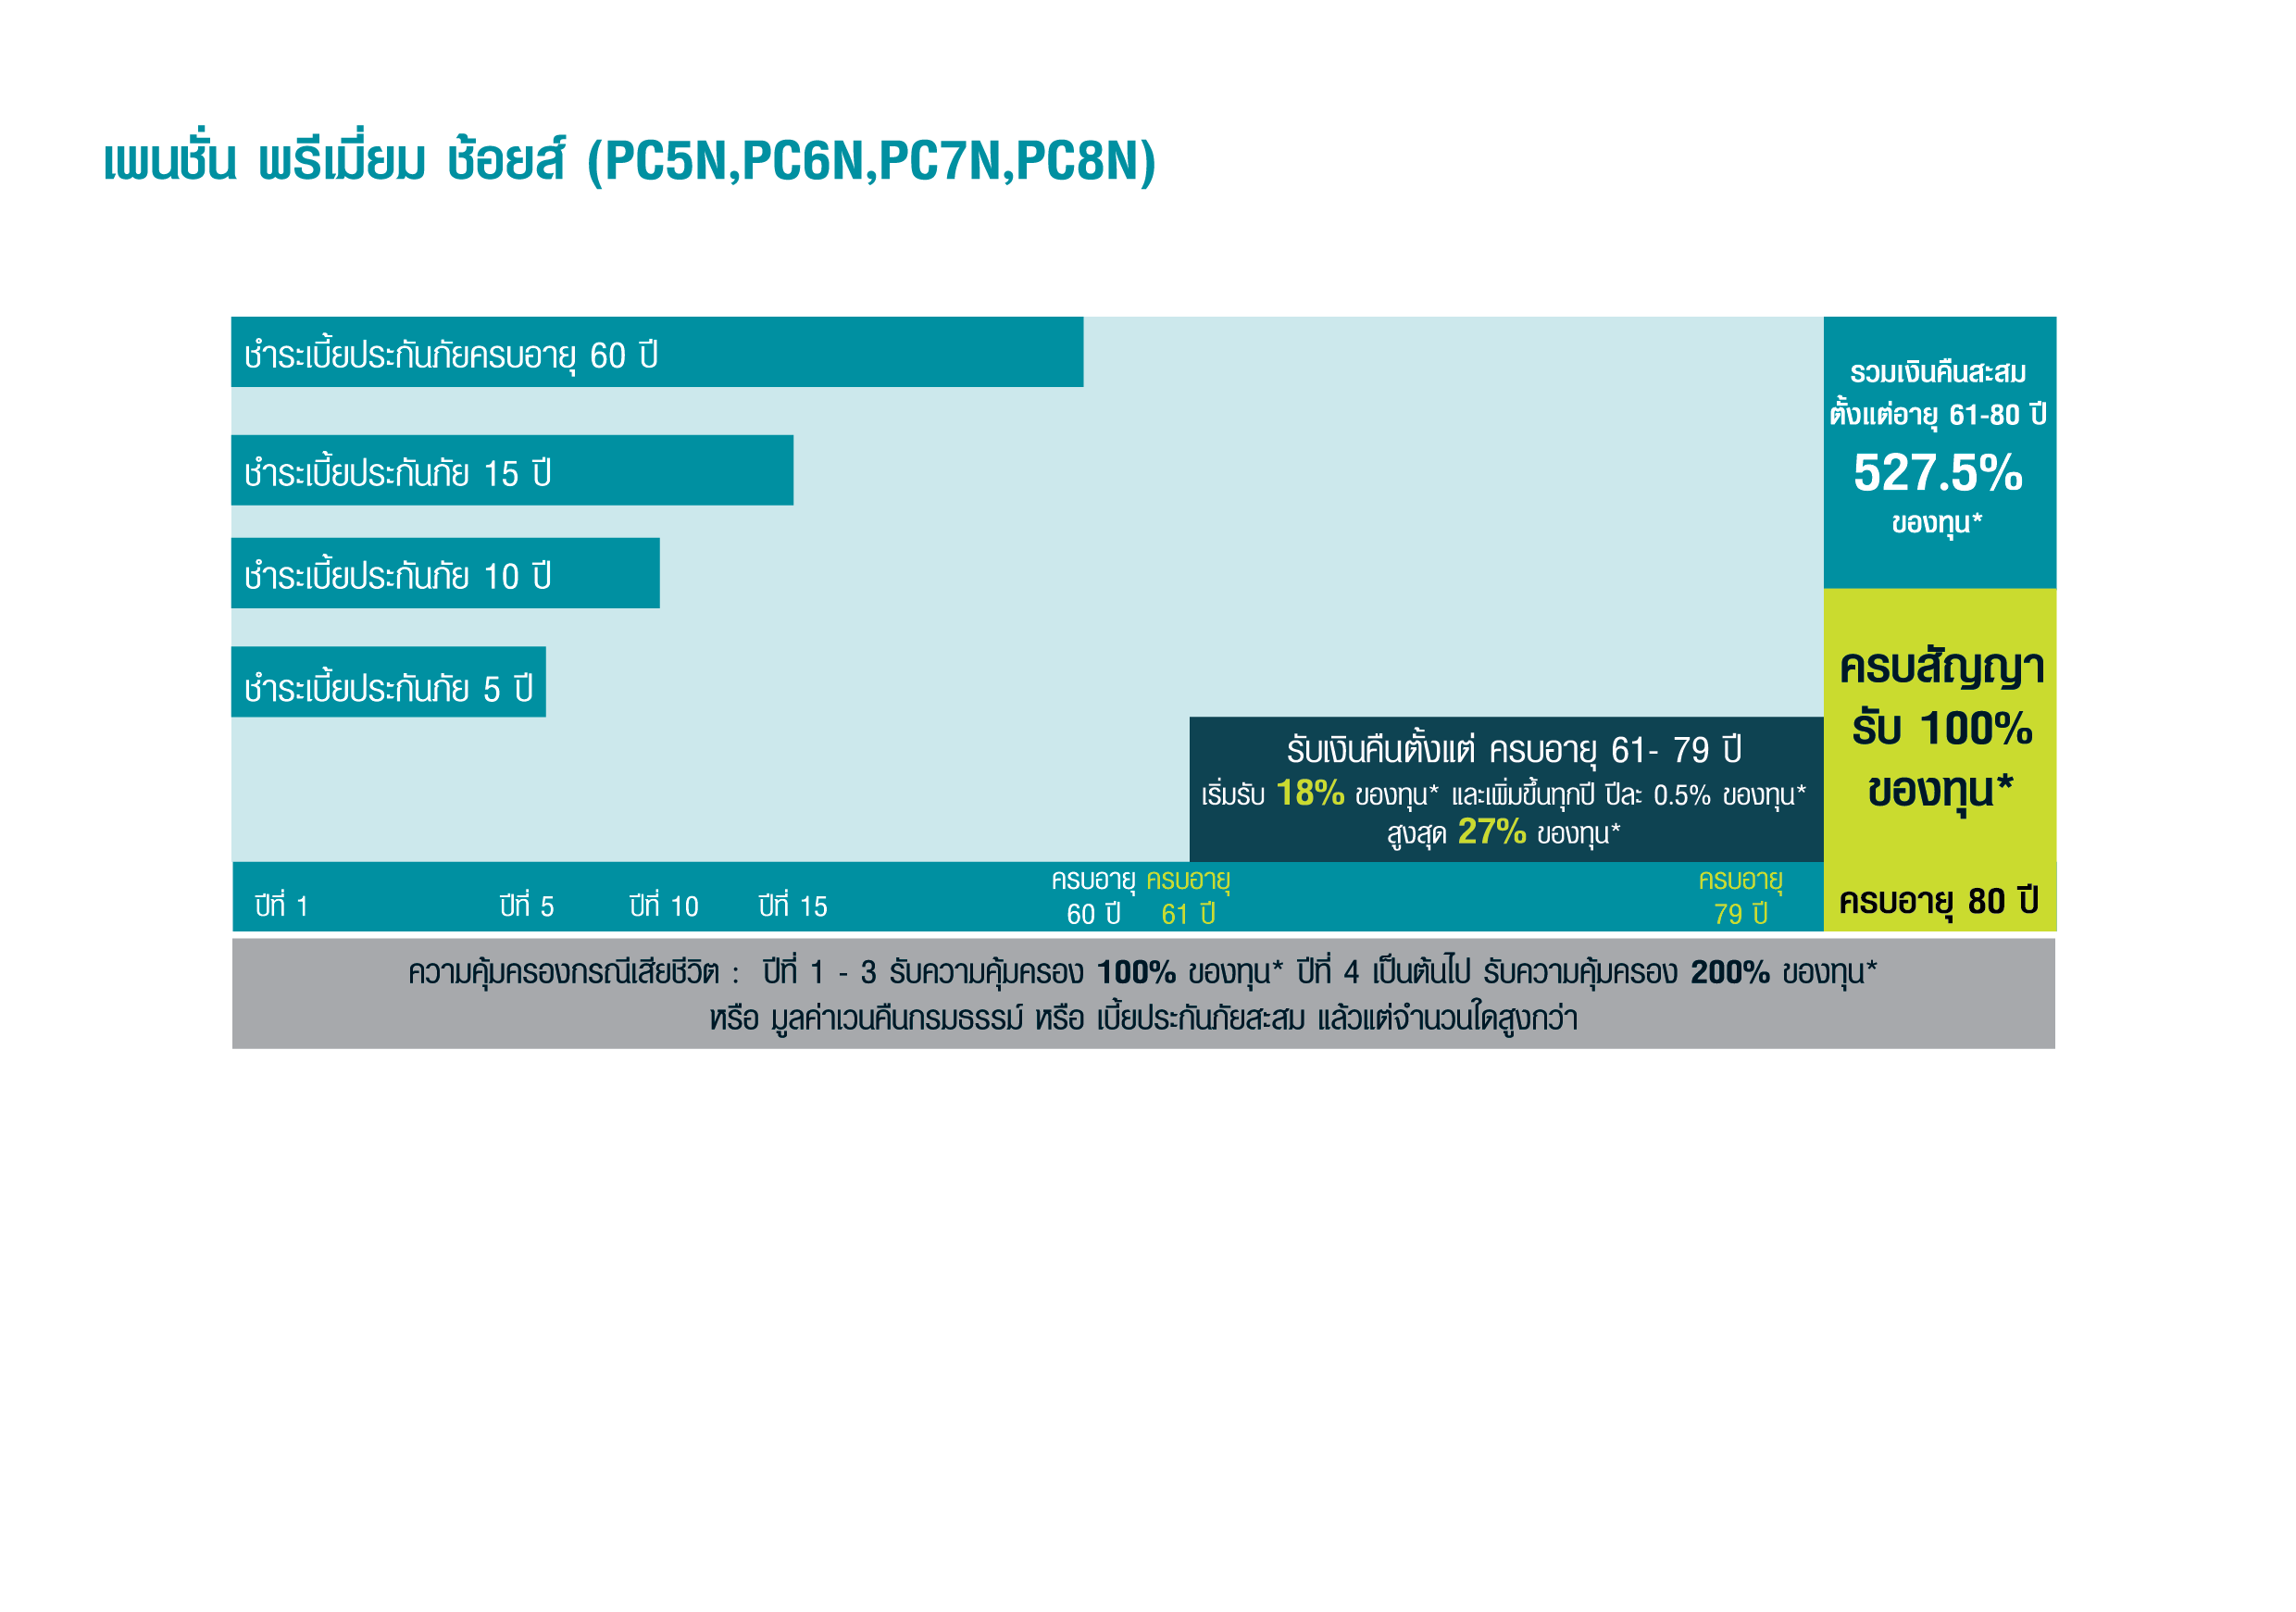 เพนชั่น พรีเมี่ยม ช้อยส์ (PC5N,PC6N,PC7N,PC8N)
ชำระเบี้ยประกันภัยครบอายุ 60 ปี
ชำระเบี้ยประกันภัย 15 ปี
ชำระเบี้ยประกันภัย 10 ปี
ชำระเบี้ยประกันภัย 5 ปี
รวมเงินคืนสะสม
ตั้งแต่อายุ 61-80 ปี
527.5%
ของทุน*
ครบสัญญา
รับ 100%
ของทุน*
รับเงินคืนตั้งแต่ ครบอายุ 61- 79 ปี
เริ่มรับ 18% ของทุน* และเพิ่มขึ้นทุกปี ปีละ 0.5% ของทุน*
สูงสุด 27% ของทุน*
ปีที่ 1
ปีที่ 5
ปีที่ 10
ปีที่ 15
ครบอายุ
60 ปี
ครบอายุ
61 ปี
ครบอายุ
79 ปี
ครบอายุ 80 ปี
ความคุ้มครองกรณีเสียชีวิต : ปีที่ 1 - 3 รับความคุ้มครอง 100% ของทุน* ปีที่ 4 เป็นต้นไป รับความคุ้มครอง 200% ของทุน*
หรือ มูลค่าเวนคืนกรมธรรม์ หรือ เบี้ยประกันภัยสะสม แล้วแต่จำนวนใดสูงกว่า